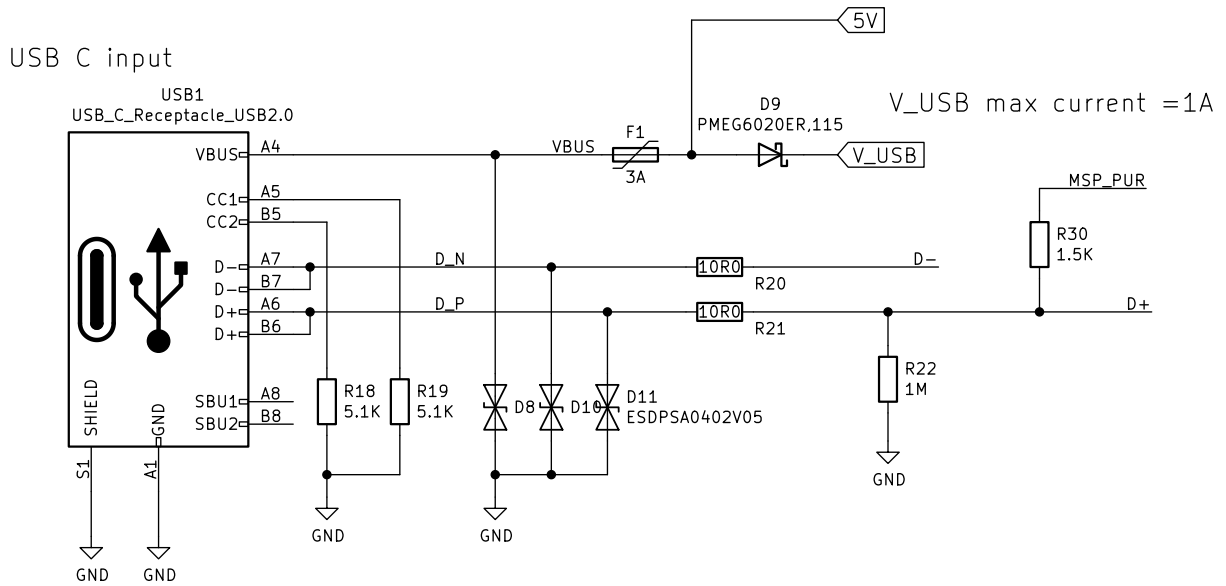 5V
USB C input
USB1
USB_C_Receptacle_USB2.0
D9
PMEG6020ER,115
V_USB max current =1A
F1
VBUS
A4
VBUS
3A
V_USB
MSP_PUR
CC1
A5
CC2
B5
R30
1.5K
D-
A7
D_N
10R0
D-
D-
B7
R20
D+
A6
D_P
10R0
D+
D+
B6
R21
R22
1M
SHIELD
GND
SBU1
A8
SBU2
B8
R18
5.1K
R19
5.1K
D8
D10
D11
ESDPSA0402V05
S1
A1
GND
GND
GND
GND
GND